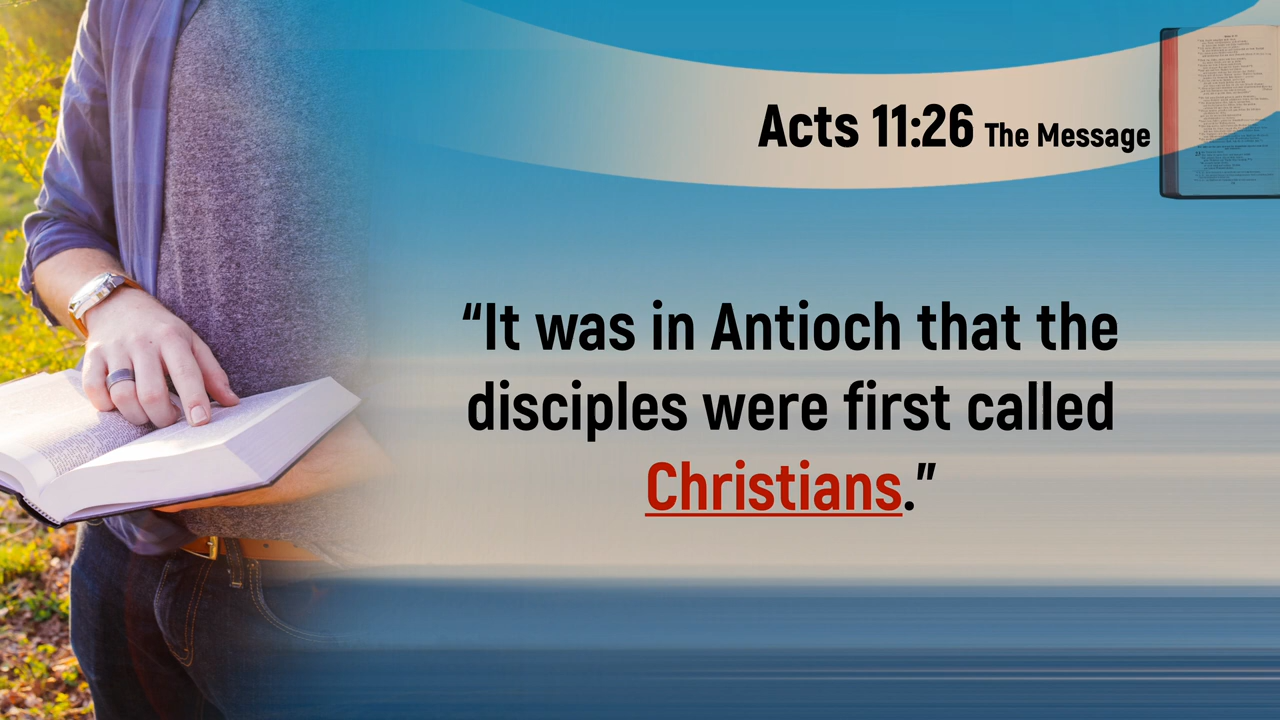 Acts 11:26 The Message
“It was in Antioch that the
disciples were first called
Christians.”